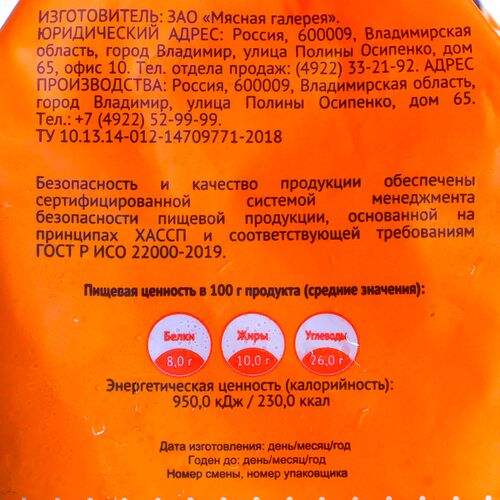 ИЗГОТОВИТЕЛЬ: ЗАО «Мясная галерея».
ЮРИДИЧЕСКИЙ АДРЕС: Россия, 600009, Владимирская
область, город Владимир, улица Полины Осипенко, дом
65, офис 10. Тел. отдела продаж: (4922) 33-21-92. АДРЕС
ПРОИЗВОДСТВА: Россия, 600009, Владимирская область,
город Владимир, улица Полины Осипенко, дом 65.
Тел.: +7 (4922) 52-99-99.
ТУ 10.13.14-012-14709771-2018
Безопасность и качество продукции обеспечены
сертифицированной системой менеджмента
безопасности пищевой продукции, основанной на
принципах ХАССП и соответствующей требованиям
ГОСТ Р ИСО 22000-2019.
Пищевая ценность в 100 г продукта (средние значения):
Белки Жиры Углеводы
8,0 г 10,0 г 26,0 г
Энергетическая ценность (калорийность):
950,0 кДж / 230,0 ккал
Дата изготовления: день/месяц/год
Годен до: день/месяц/год
Номер смены, номер упаковщика